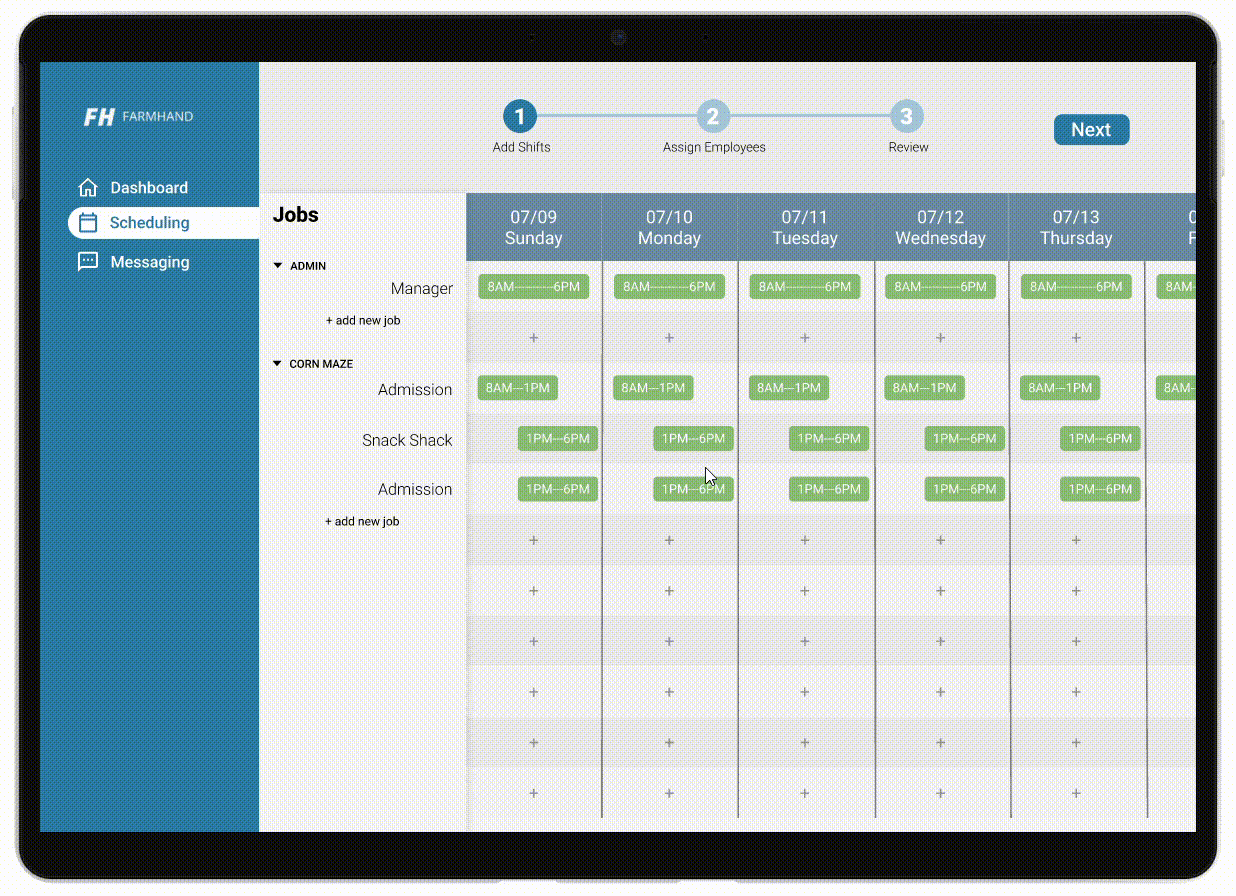 FH FARMHAND
Dashboard
Scheduling
Messaging
1 2 3
Add Shifts Assign Employees Review
Next
Jobs
07/09 07/10 07/11 07/12 07/13
Sunday Monday Tuesday Wednesday Thursday
ADMIN
Manager 8AM----------6PM 8AM----------6PM 8AM----------6PM 8AM----------6PM 8AM----------6PM 8AM-
+ add new job
+ + + + +
CORN MAZE
Admission 8AM---1PM 8AM---1PM 8AM---1PM 8AM---1PM 8AM---1PM 8AM-
Snack Shack 1PM---6PM 1PM---6PM 1PM---6PM 1PM---6PM 1PM---6PM
Admission 1PM---6PM 1PM---6PM 1PM---6PM 1PM---6PM 1PM---6PM
+ add new job
+ + + + +
+ + + + +
+ + + + +
+ + + + +
+ + + + +
+ + + + +